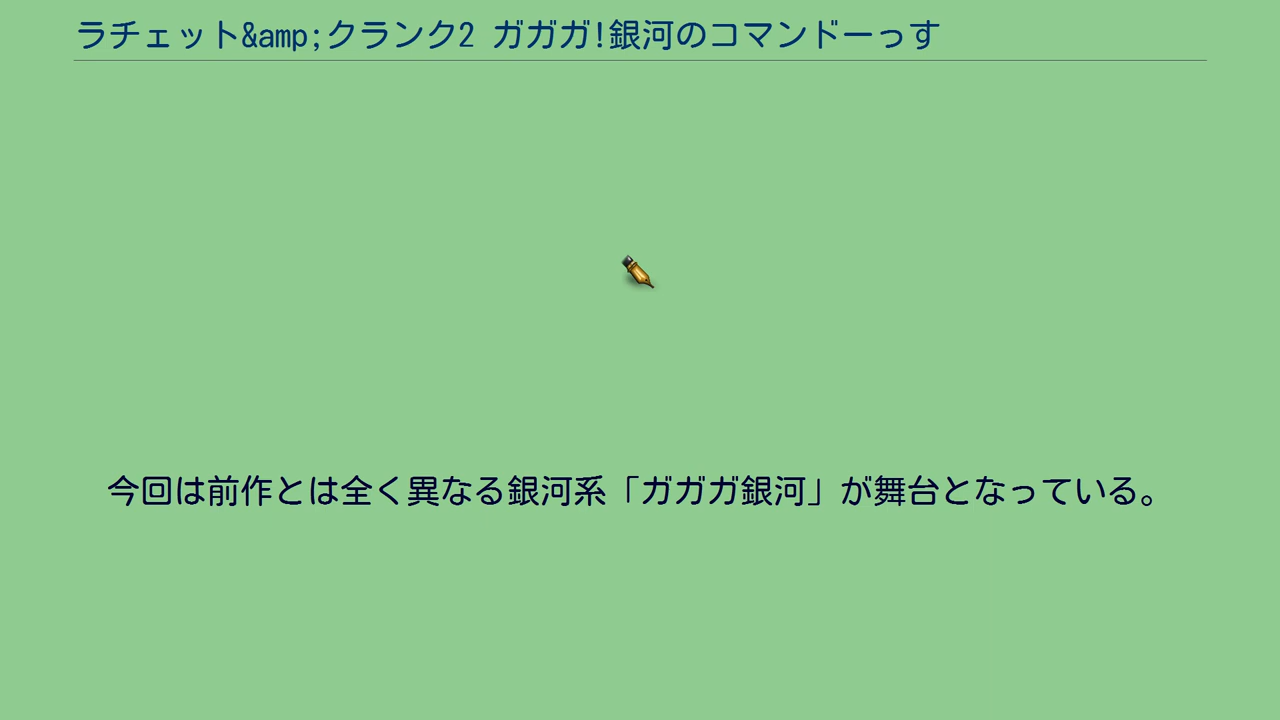 ラチェット&amp;クランク2 ガガガ!銀河のコマンドーっす
今回は前作とは全く異なる銀河系「ガガガ銀河」が舞台となっている。